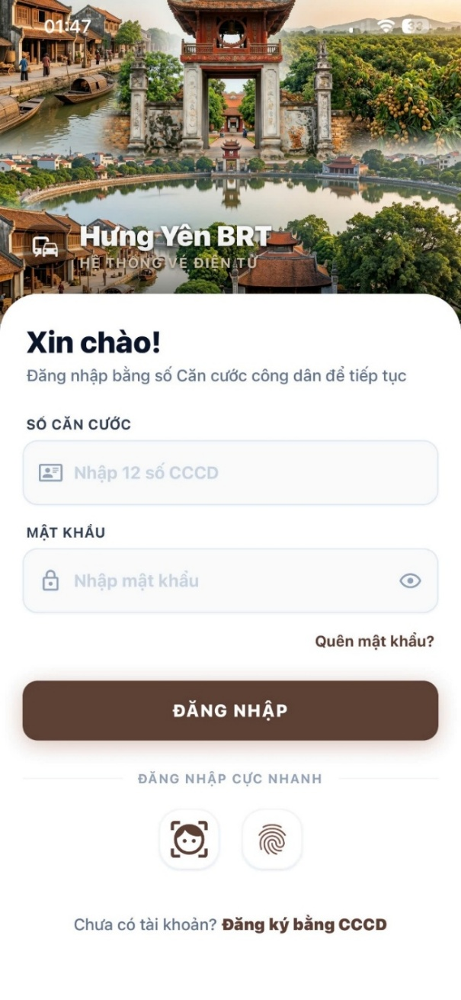 01:47
33
Hưng Yên BRT
HỆ THỐNG VÉ ĐIỆN TỬ
Xin chào!
Đăng nhập bằng số Căn cước công dân để tiếp tục
SỐ CĂN CƯỚC
Nhập 12 số CCCD
MẬT KHẨU
Nhập mật khẩu
Quên mật khẩu?
ĐĂNG NHẬP
ĐĂNG NHẬP CỰC NHANH
Chưa có tài khoản? Đăng ký bằng CCCD